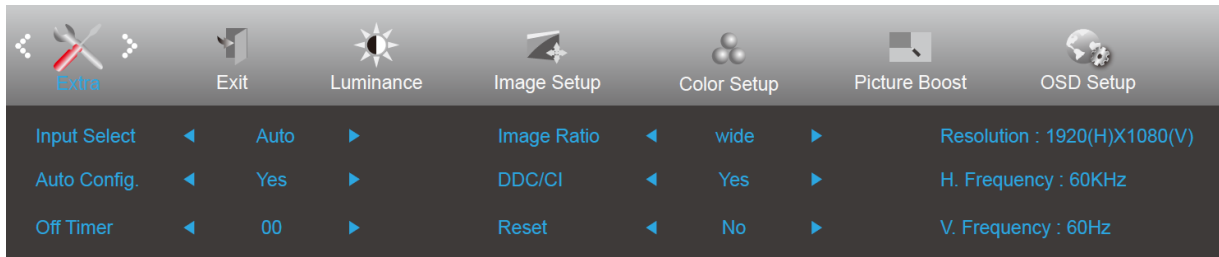 Extra Exit Luminance Image Setup Color Setup Picture Boost OSD Setup
Input Select Auto Image Ratio wide Resolution : 1920(H)X1080(V)
Auto Config. Yes DDC/CI Yes H. Frequency : 60KHz
Off Timer 00 Reset No V. Frequency : 60Hz